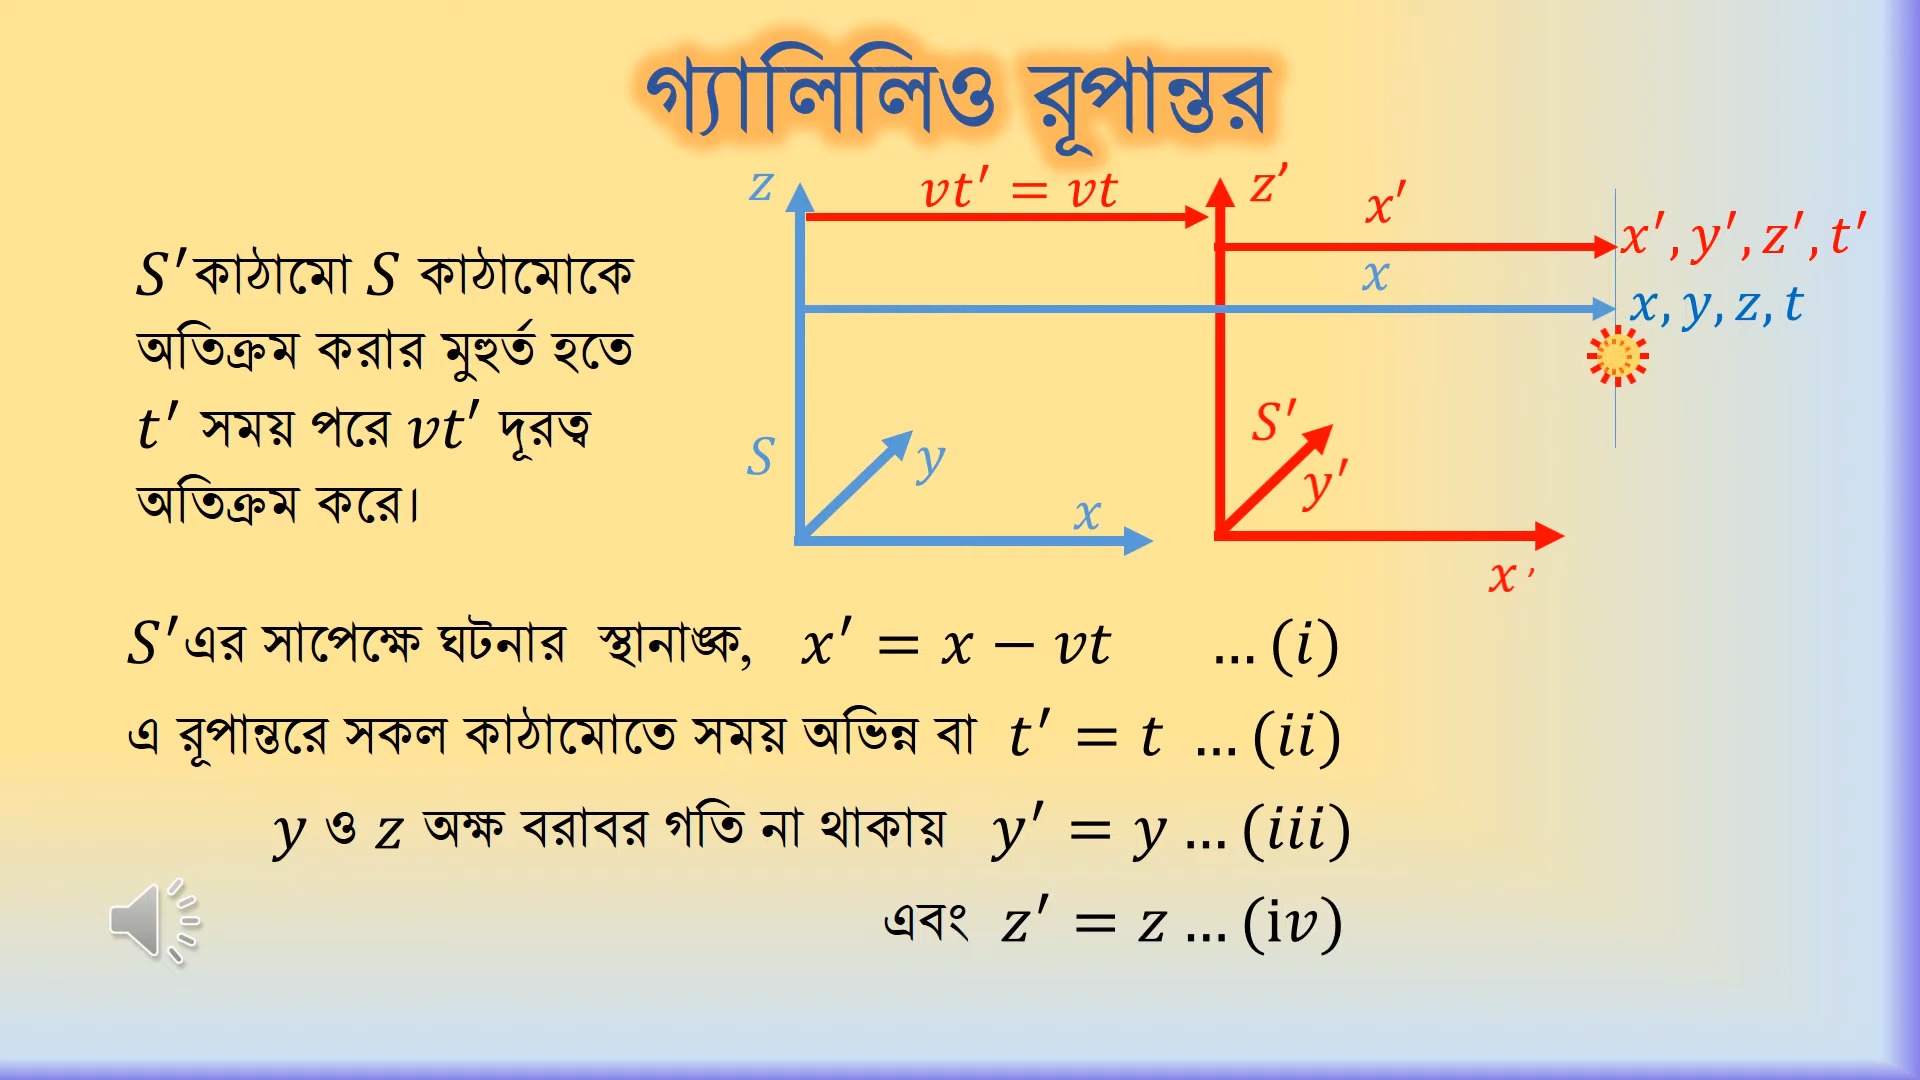 গ্যালিলিও রূপান্তর
z
vt′ = vt
z’
x′
x′, y′, z′, t′
x
x, y, z, t
S′কাঠামো S কাঠামোকে
অতিক্রম করার মুহুর্ত হতে
t′ সময় পরে vt′ দূরত্ব
অতিক্রম করে।
S
y
x
S′
y′
x ’
S′এর সাপেক্ষে ঘটনার স্থানাঙ্ক, x′ = x − vt ... (i)
এ রূপান্তরে সকল কাঠামোতে সময় অভিন্ন বা t′ = t ... (ii)
y ও z অক্ষ বরাবর গতি না থাকায় y′ = y ... (iii)
এবং z′ = z ... (iv)